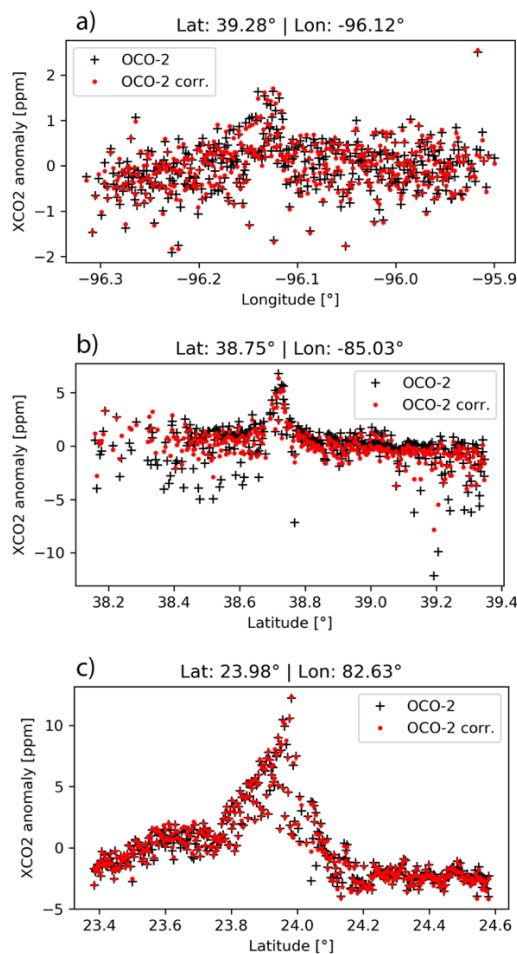 a)
Lat: 39.28° | Lon: -96.12°
OCO-2
OCO-2 corr.
XCO2 anomaly [ppm]
2
1
0
−1
−2
−96.3 −96.2 −96.1 −96.0 −95.9
Longitude [°]
b)
Lat: 38.75° | Lon: -85.03°
OCO-2
OCO-2 corr.
XCO2 anomaly [ppm]
5
0
−5
−10
38.2 38.4 38.6 38.8 39.0 39.2 39.4
Latitude [°]
c)
Lat: 23.98° | Lon: 82.63°
OCO-2
OCO-2 corr.
XCO2 anomaly [ppm]
10
5
0
−5
23.4 23.6 23.8 24.0 24.2 24.4 24.6
Latitude [°]